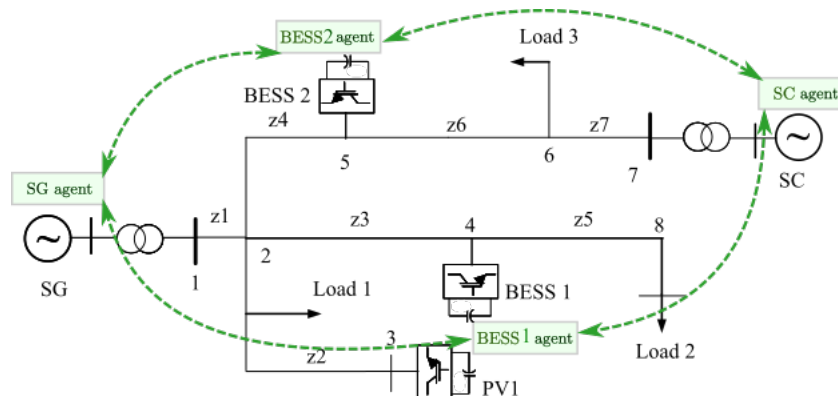 BESS2 agent
Load 3
SC agent
BESS 2
z4
z6
z7
5
6
7
SC
SG agent
z1
z3
4
z5
8
1
2
SG
Load 1
BESS 1
3
BESS1 agent
Load 2
z2
PV1